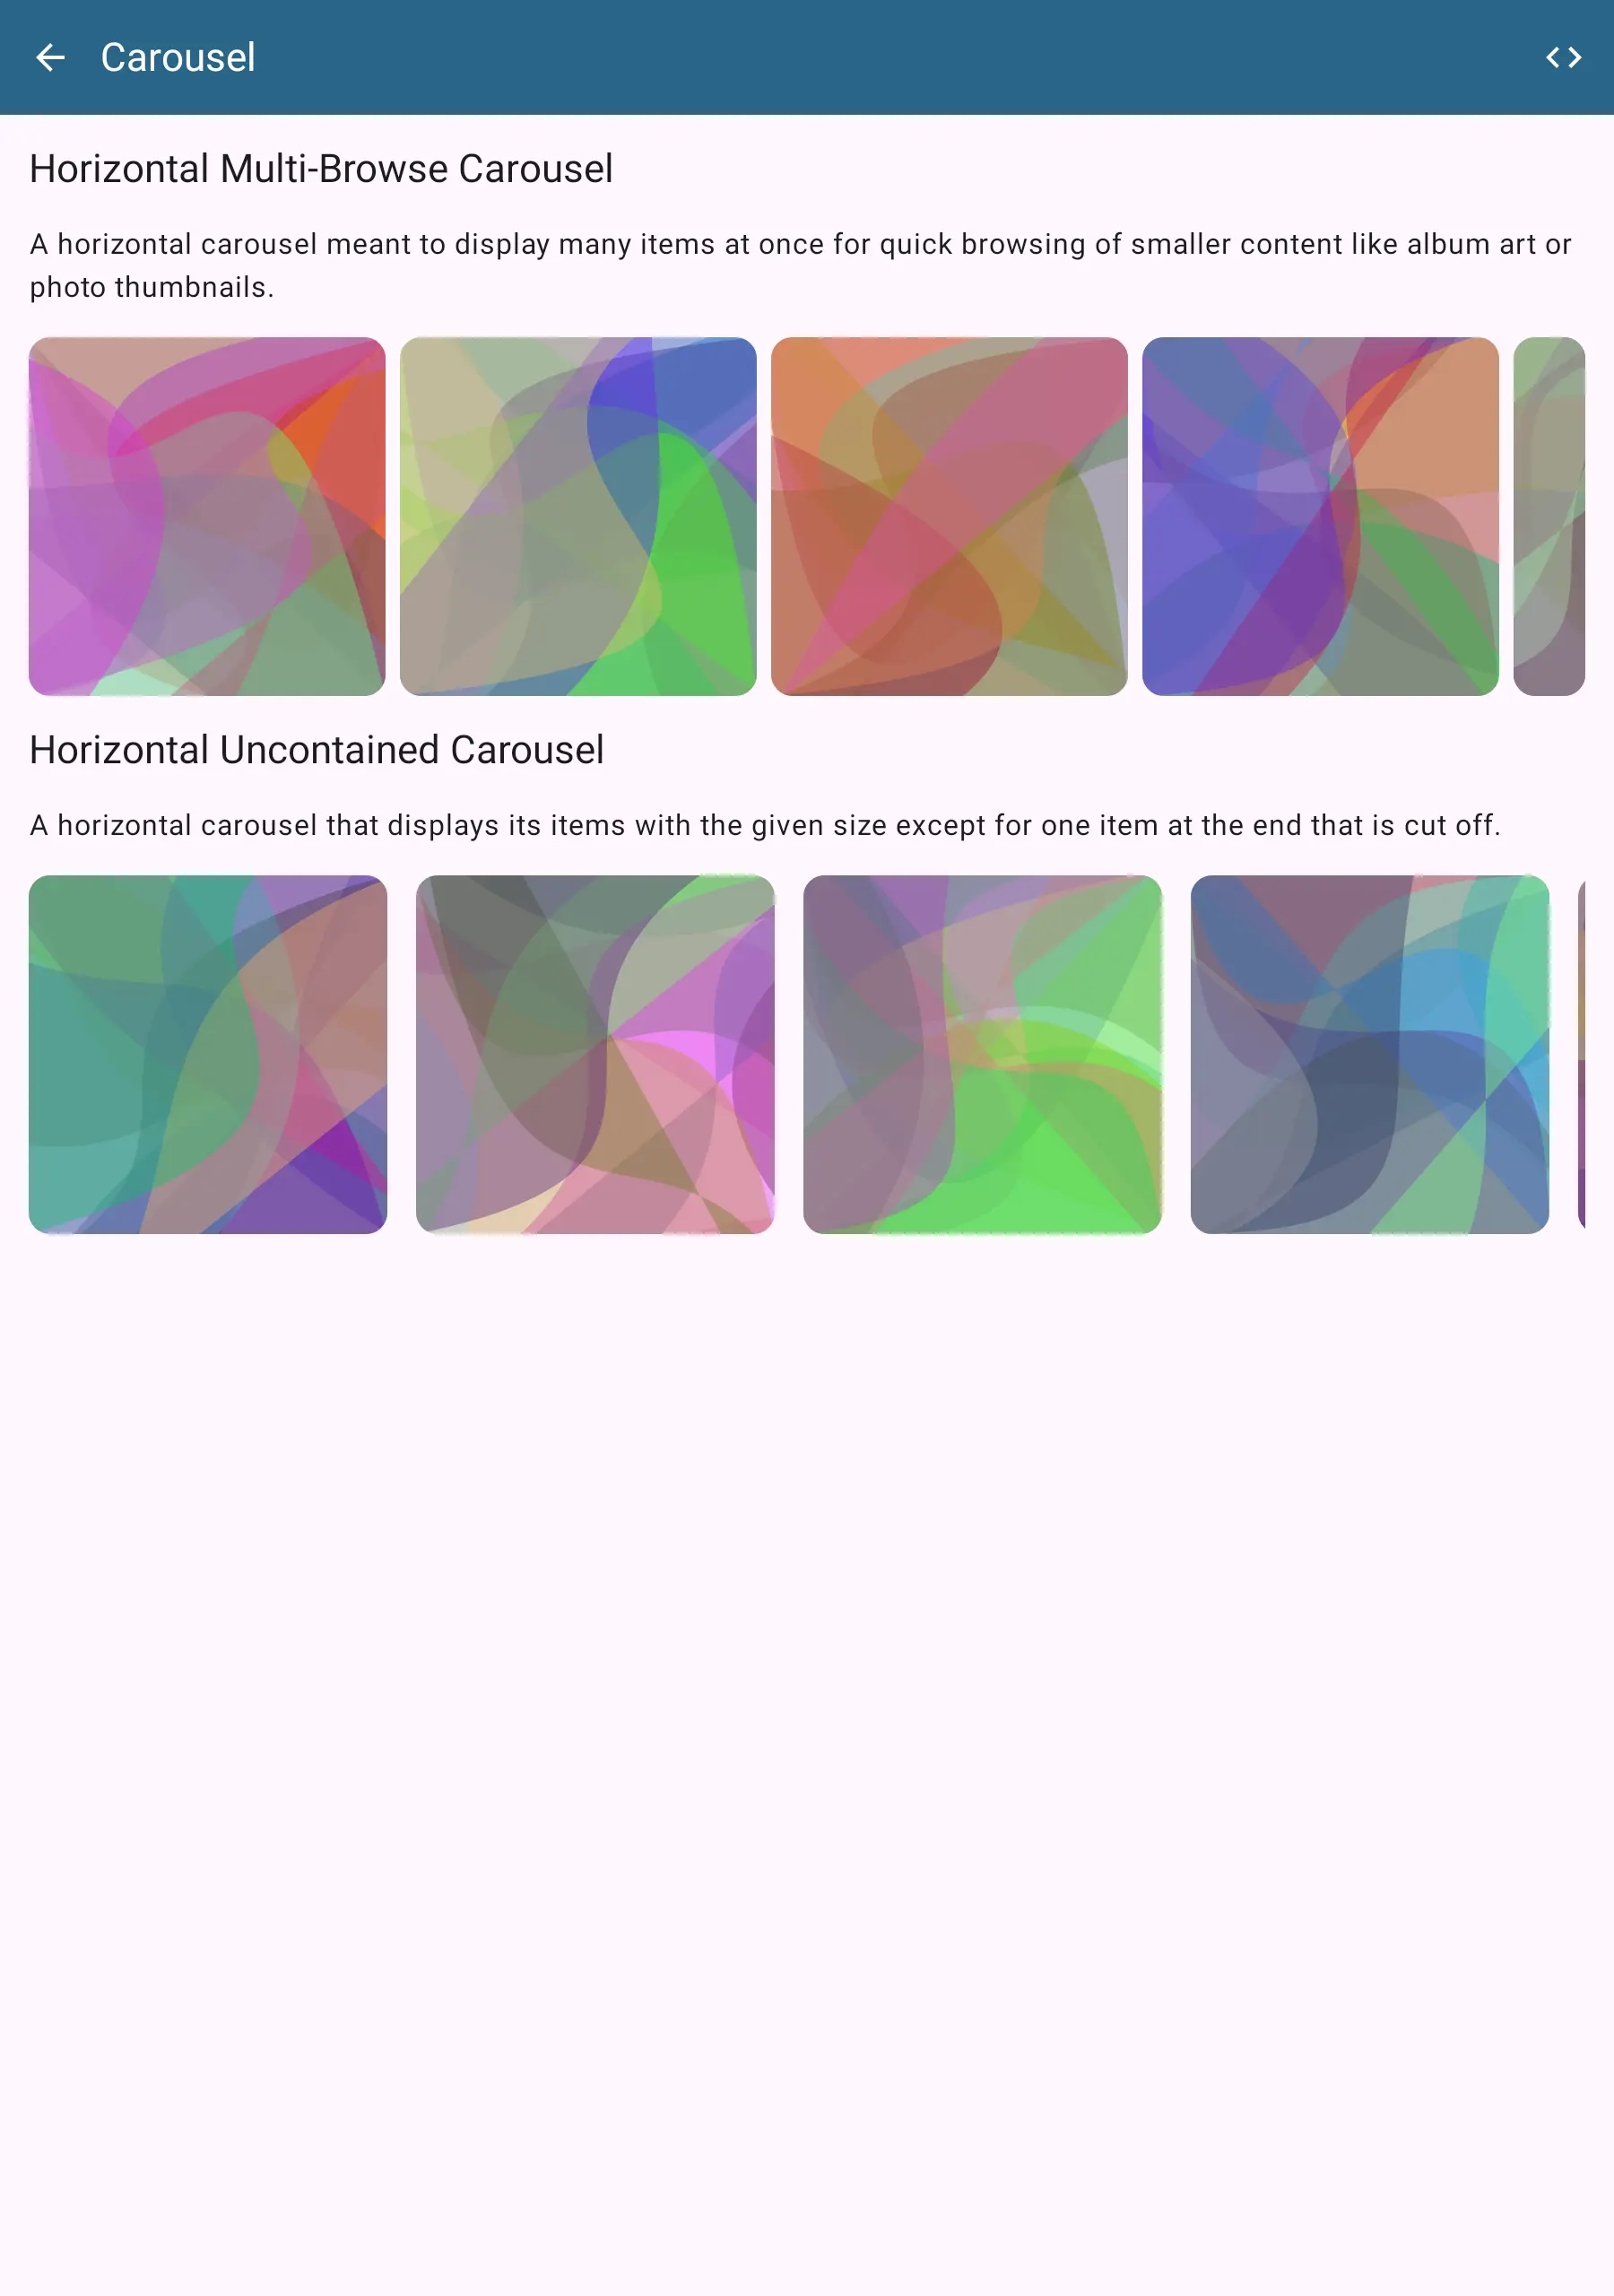 Carousel
Horizontal Multi-Browse Carousel
A horizontal carousel meant to display many items at once for quick browsing of smaller content like album art or
photo thumbnails.
Horizontal Uncontained Carousel
A horizontal carousel that displays its items with the given size except for one item at the end that is cut off.